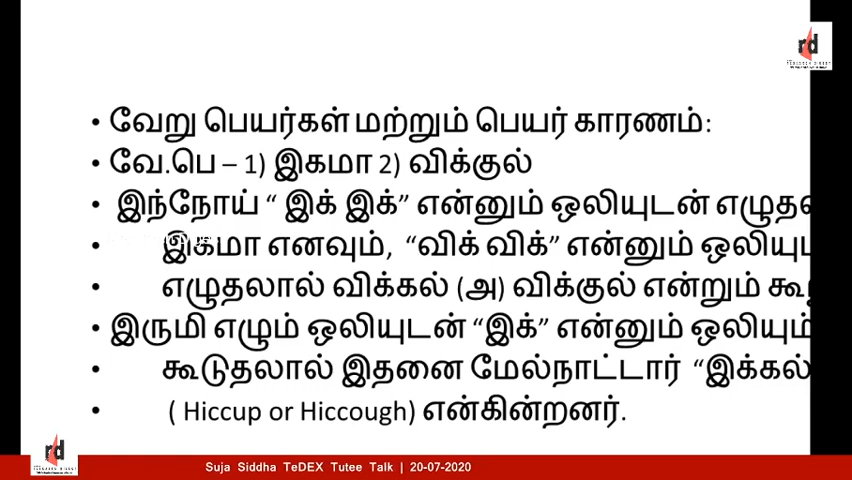 rd
• வேறு பெயர்கள் மற்றும் பெயர் காரணம்:
• வே.பெ – 1) இகமா 2) விக்குல்
• இந்நோய் “ இக் இக்” என்னும் ஒலியுடன்
• இகமா எனவும், “விக் விக்” என்னும்
• எழுதலால் விக்கல் (அ) விக்குல் என்றும்
• இருமி எழும் ஒலியுடன் “இக்” என்னும் ஒலியும்
• கூடுதலால் இதனை மேல்நாட்டார் “இக்கல்
• ( Hiccup or Hiccough) என்கின்றனர்.
rd
Suja Siddha TeDEX Tutee Talk | 20-07-2020